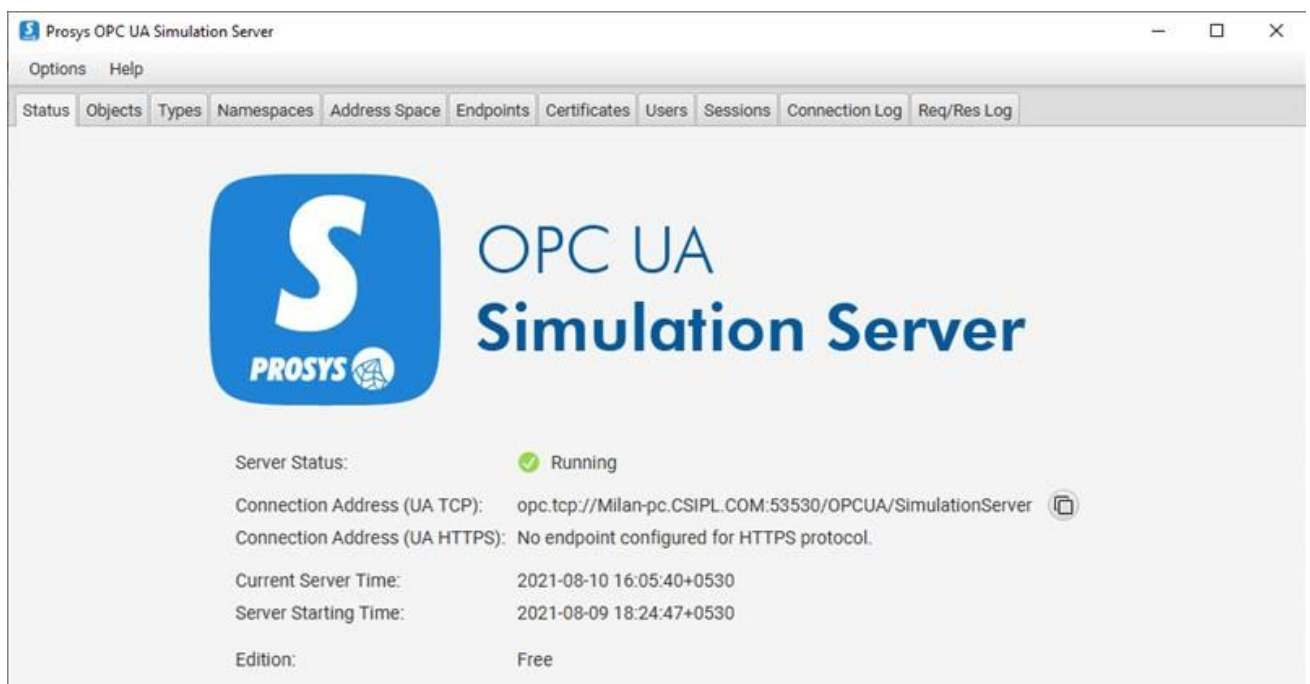 Prosys OPC UA Simulation Server
Options Help
Status Objects Types Namespaces Address Space Endpoints Certificates Users Sessions Connection Log Req/Res Log
S
PROSYS
OPC UA
Simulation Server
Server Status: Running
Connection Address (UA TCP): opc.tcp://Milan-pc.CSIPL.COM:53530/OPCUA/SimulationServer
Connection Address (UA HTTPS): No endpoint configured for HTTPS protocol.
Current Server Time: 2021-08-10 16:05:40+0530
Server Starting Time: 2021-08-09 18:24:47+0530
Edition: Free